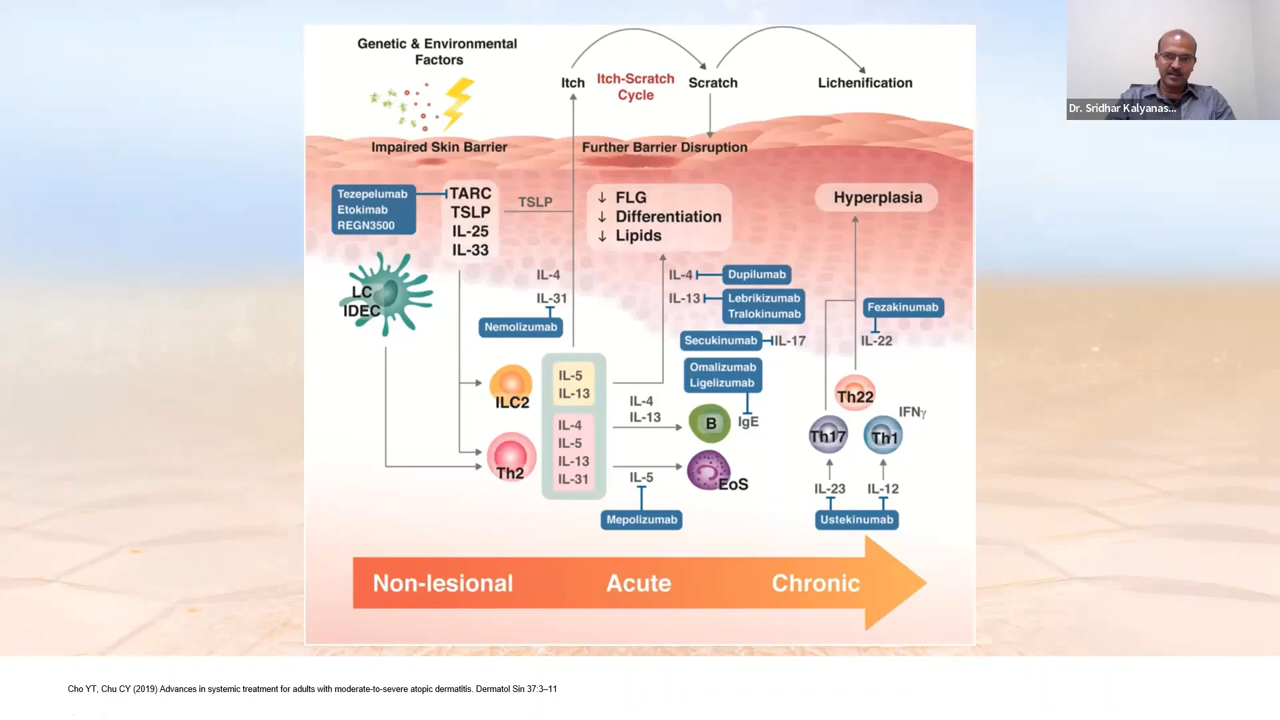 Genetic & Environmental
Factors
Itch
Itch-Scratch
Cycle
Scratch
Lichenification
Dr. Sridhar Kalyanas...
Impaired Skin Barrier
Further Barrier Disruption
Tezepelumab
Etokimab
REGN3500
TARC
TSLP
IL-25
IL-33
TSLP
↓ FLG
↓ Differentiation
↓ Lipids
Hyperplasia
LC
IDEC
IL-4
IL-31
Nemolizumab
IL-4
Dupilumab
IL-13
Lebrikizumab
Tralokinumab
Secukinumab
IL-17
Omalizumab
Ligelizumab
IgE
Fezakinumab
IL-22
ILC2
Th2
IL-5
IL-13
IL-4
IL-5
IL-13
IL-31
IL-4
IL-13
B
IL-5
EoS
Mepolizumab
Th22
IFNγ
Th17
Th1
IL-23
IL-12
Ustekinumab
Non-lesional
Acute
Chronic
Cho YT, Chu CY (2019) Advances in systemic treatment for adults with moderate-to-severe atopic dermatitis. Dermatol Sin 37:3–11